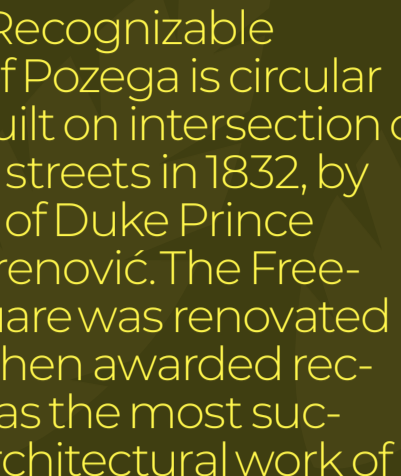 Recognizable
f Pozega is circular
uilt on intersection
streets in 1832, by
of Duke Prince
renović. The Free-
uare was renovated
hen awarded rec-
as the most suc-
rchitectural work of